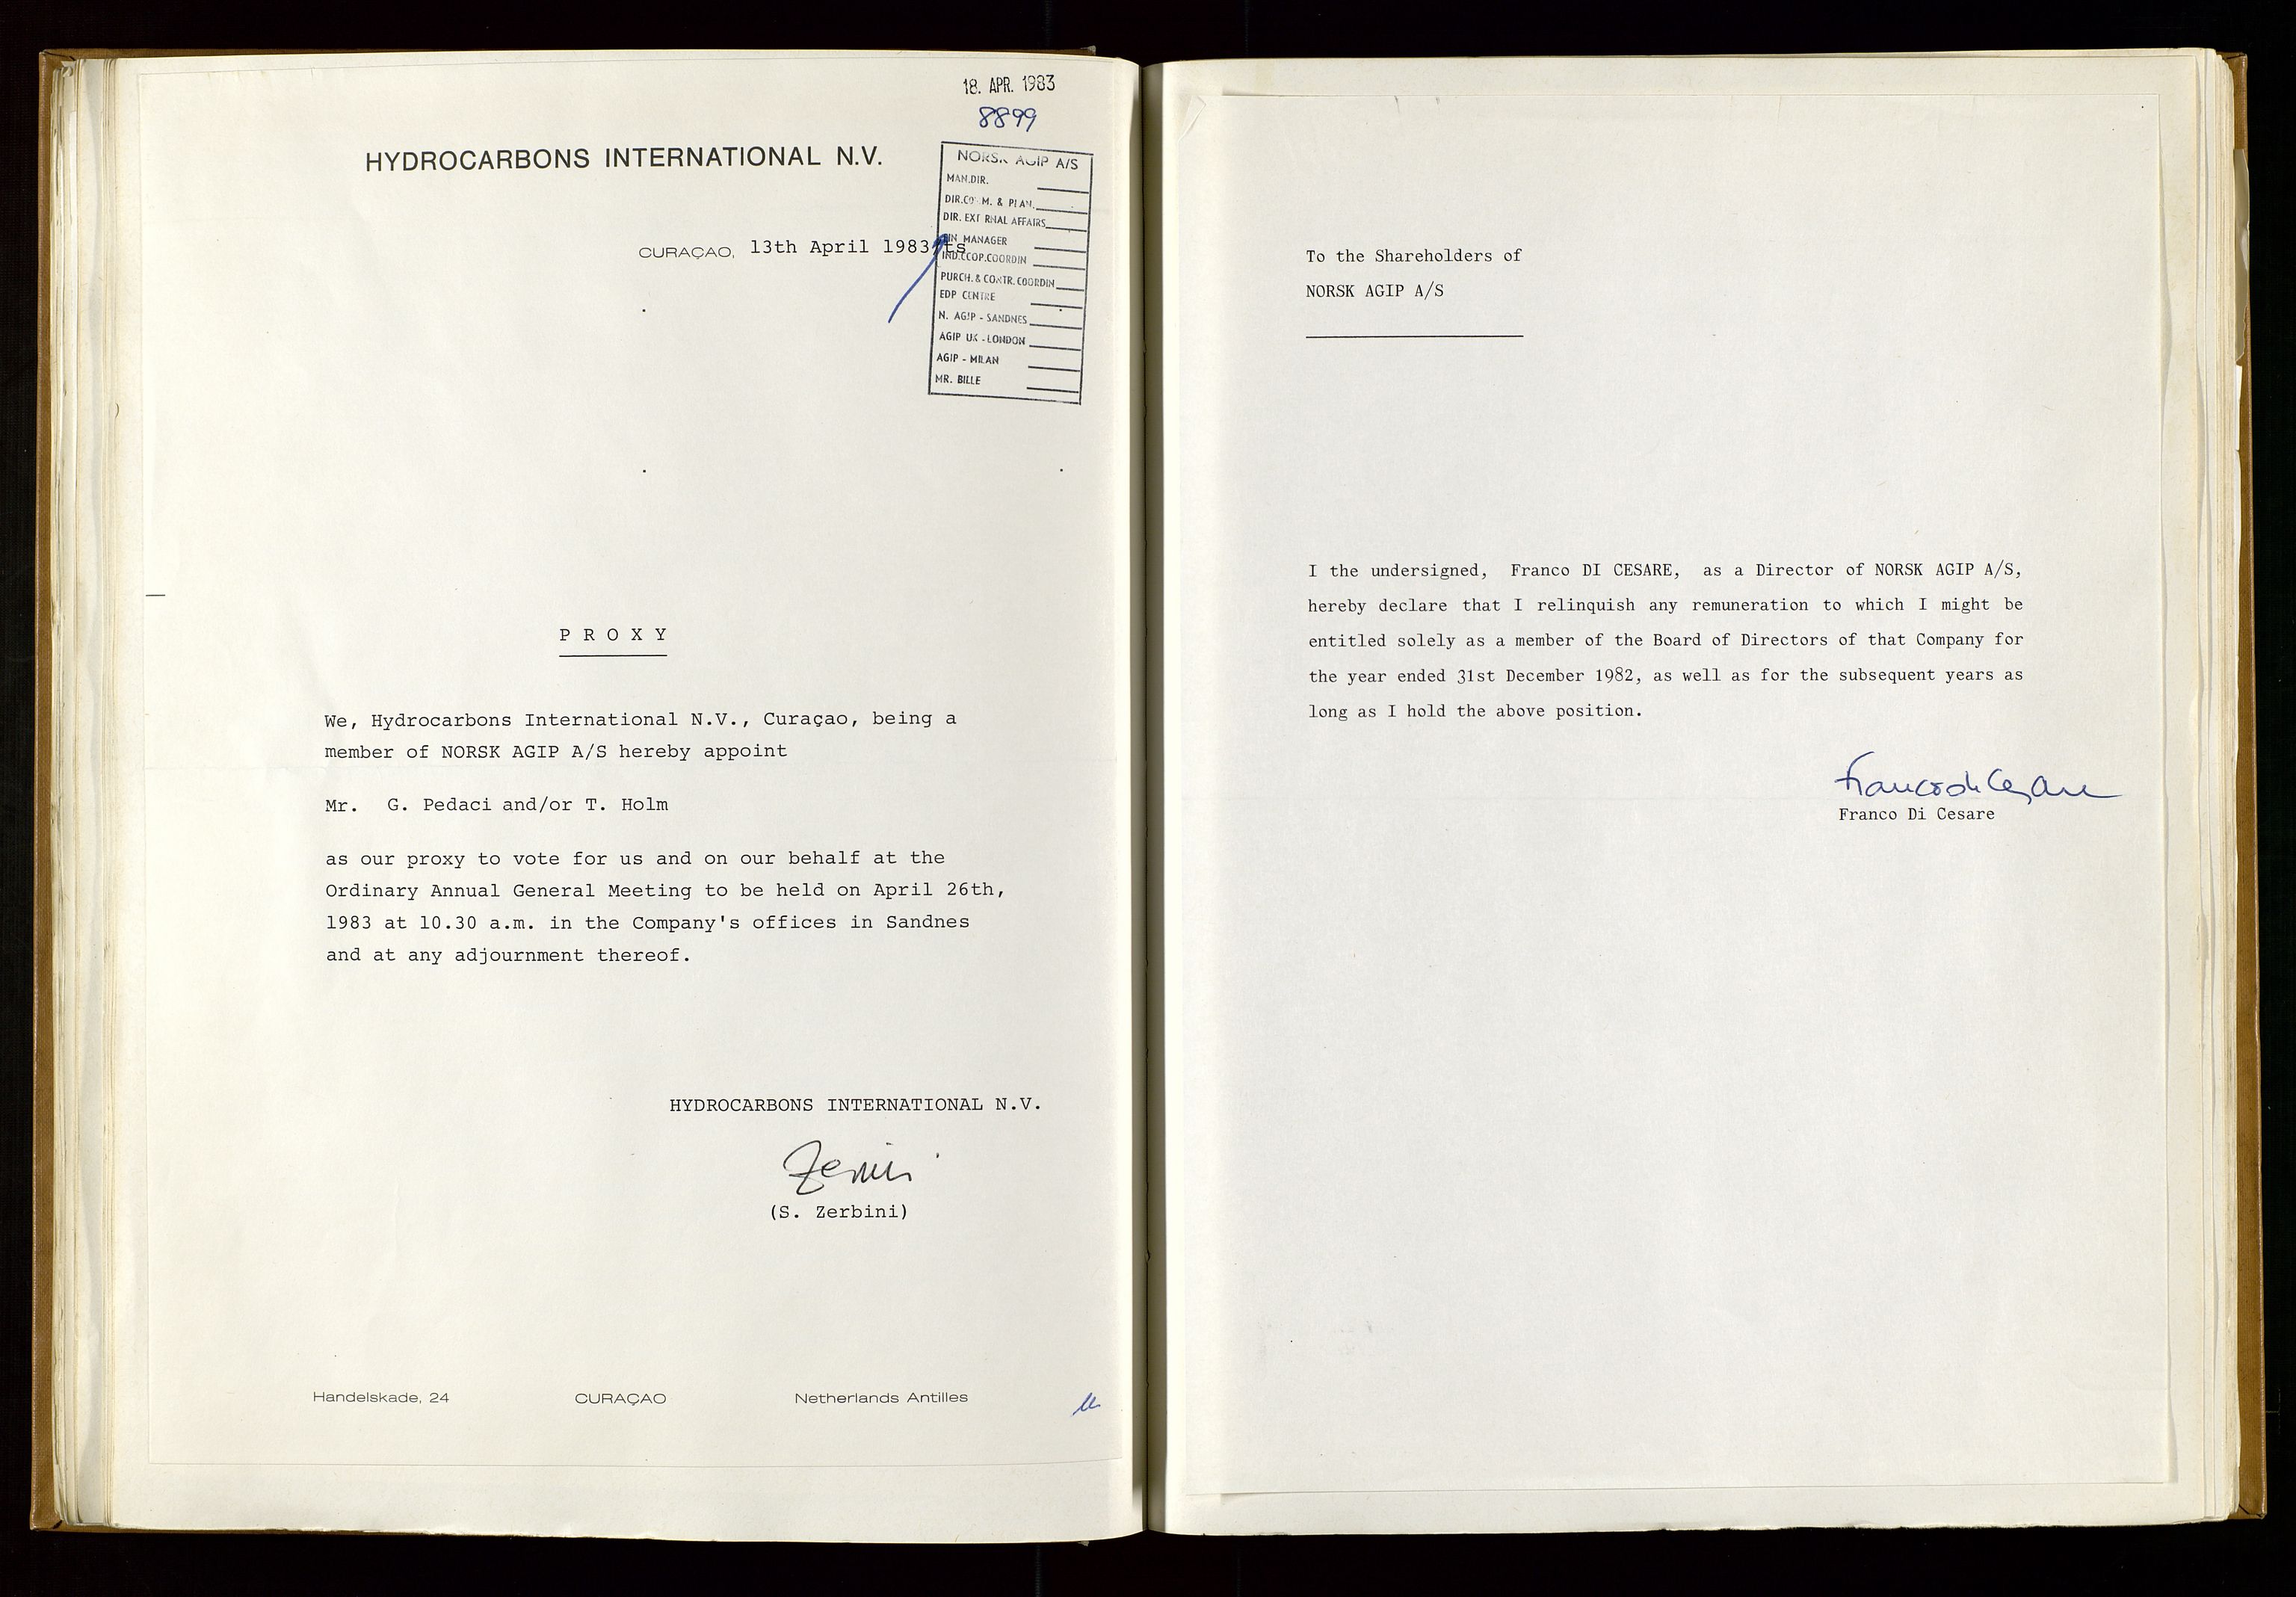 18. APR. 1983
8899
HYDROCARBONS INTERNATIONAL N.V.
NORSK AGIP A/S
MAN.DIR.
DIR.COMM. & PLAN.
DIR. EXTERNAL AFFAIRS
FIN MANAGER
IND.COOP.COORDIN
PURCH.& CONTR.COORDIN
EDP CENTRE
N. AGIP - SANDNES
AGIP UK - LONDON
AGIP - MILAN
MR. BILLE
CURAÇAO, 13th April 1983/ts
P R O X Y
We, Hydrocarbons International N.V., Curaçao, being a
member of NORSK AGIP A/S hereby appoint
Mr. G. Pedaci and/or T. Holm
as our proxy to vote for us and on our behalf at the
Ordinary Annual General Meeting to be held on April 26th,
1983 at 10.30 a.m. in the Company's offices in Sandnes
and at any adjournment thereof.
HYDROCARBONS INTERNATIONAL N.V.
(S. Zerbini)
Handelskade, 24 CURAÇAO Netherlands Antilles
To the Shareholders of
NORSK AGIP A/S
I the undersigned, Franco DI CESARE, as a Director of NORSK AGIP A/S,
hereby declare that I relinquish any remuneration to which I might be
entitled solely as a member of the Board of Directors of that Company for
the year ended 31st December 1982, as well as for the subsequent years as
long as I hold the above position.
Franco di Cesare
Franco Di Cesare